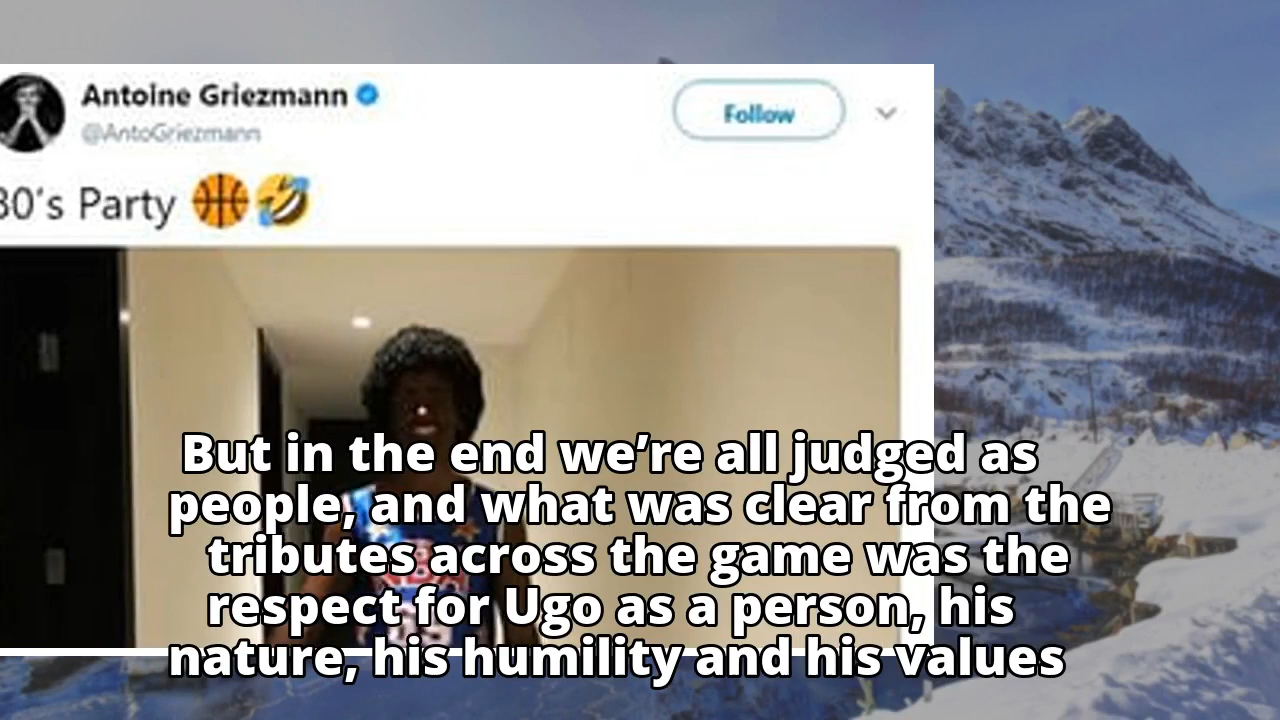 Antoine Griezmann
@AntoGriezmann
Follow
80's Party 🏀🤣
But in the end we’re all judged as
people, and what was clear from the
tributes across the game was the
respect for Ugo as a person, his
nature, his humility and his values